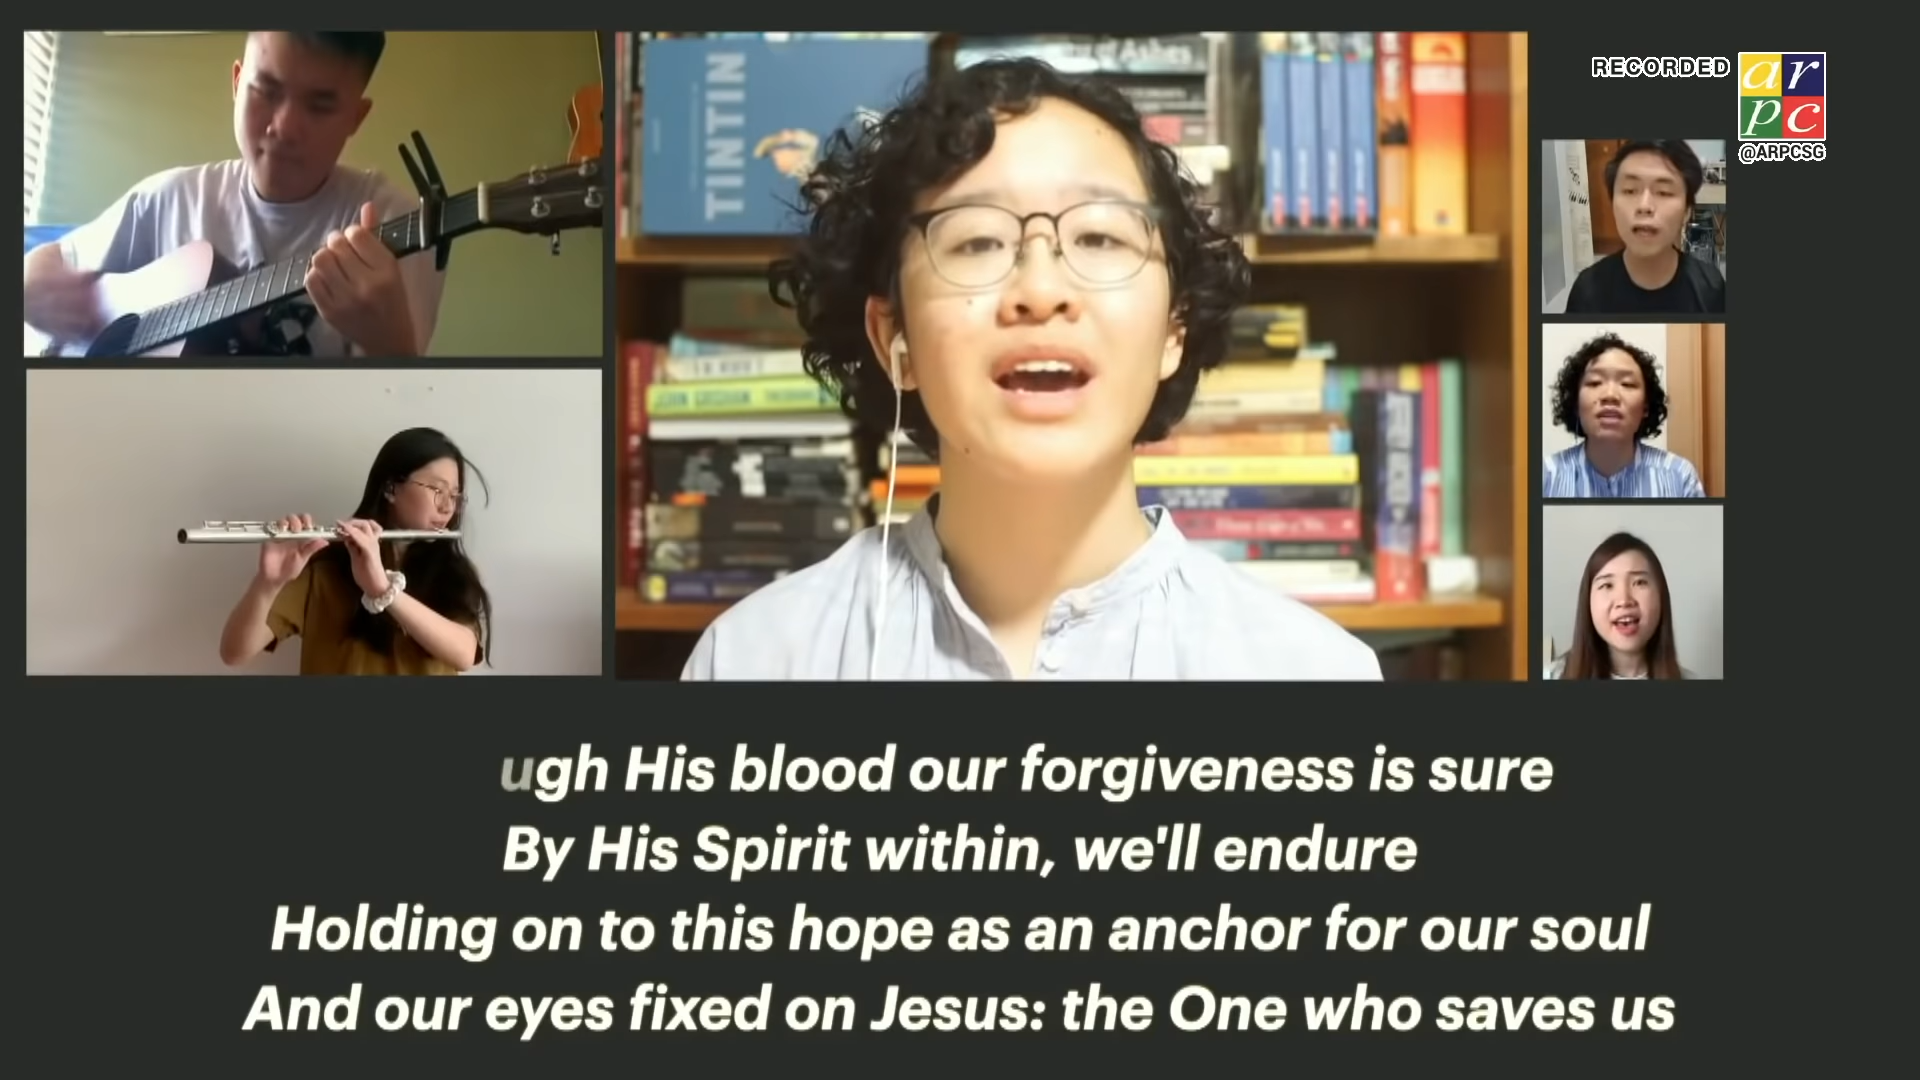 RECORDED
ar
pc
@ARPCSG
TINTIN
of Ashes
ugh His blood our forgiveness is sure
By His Spirit within, we'll endure
Holding on to this hope as an anchor for our soul
And our eyes fixed on Jesus: the One who saves us